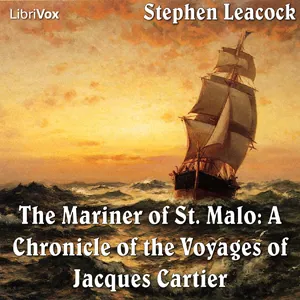 LibriVox
Stephen Leacock
The Mariner of St. Malo: A
Chronicle of the Voyages of
Jacques Cartier